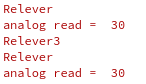 Relever
analog read =  30
Relever3
Relever
analog read =  30